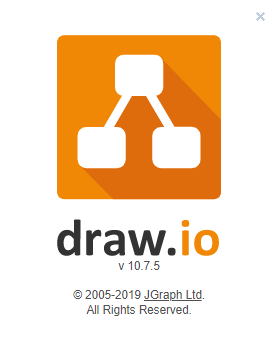 draw.io
v 10.7.5
© 2005-2019 JGraph Ltd.
All Rights Reserved.